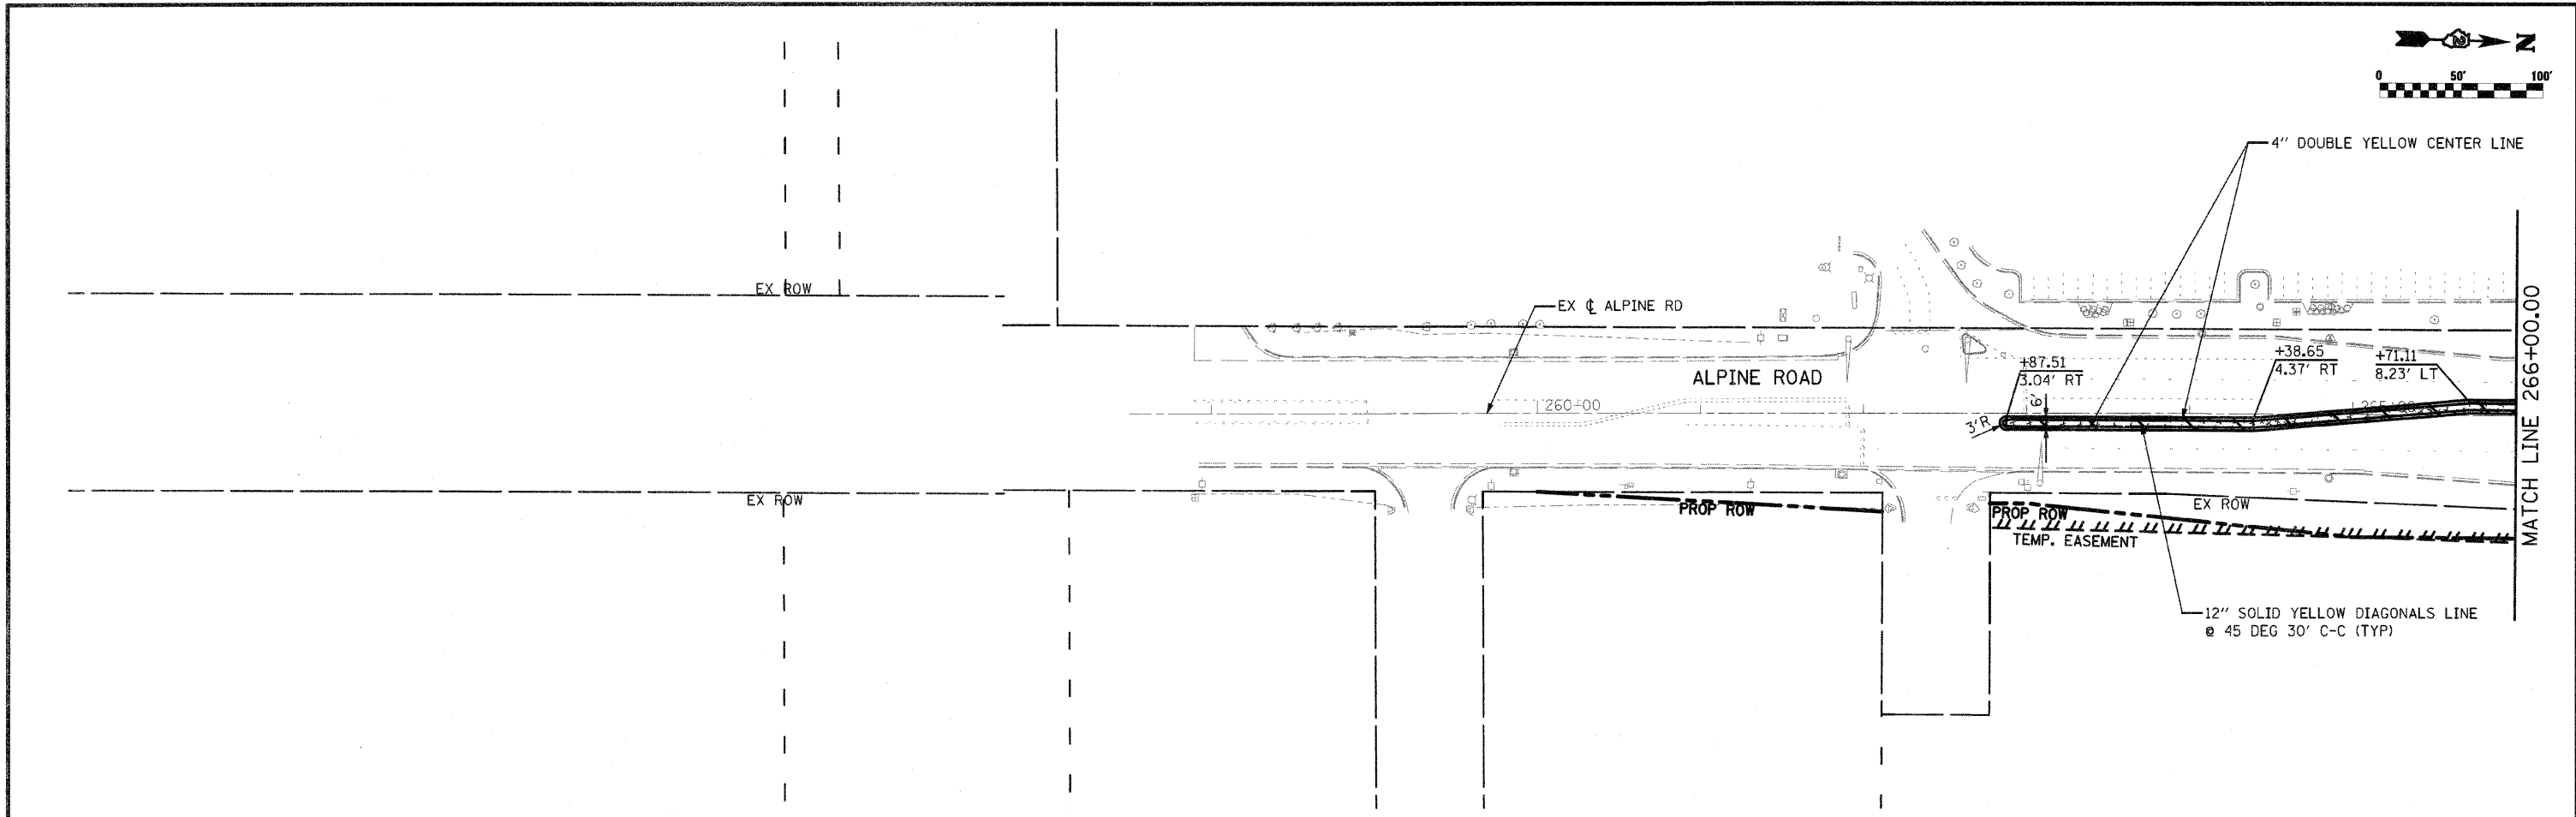 N
0 50' 100'
4" DOUBLE YELLOW CENTER LINE
EX ROW
EX ℄ ALPINE RD
ALPINE ROAD
+87.51
3.04' RT
+38.65
4.37' RT
+71.11
8.23' LT
260+00
265+00
6'
3'R
MATCH LINE 266+00.00
EX ROW
PROP ROW
PROP ROW
EX ROW
TEMP. EASEMENT
12" SOLID YELLOW DIAGONALS LINE
@ 45 DEG 30' C-C (TYP)